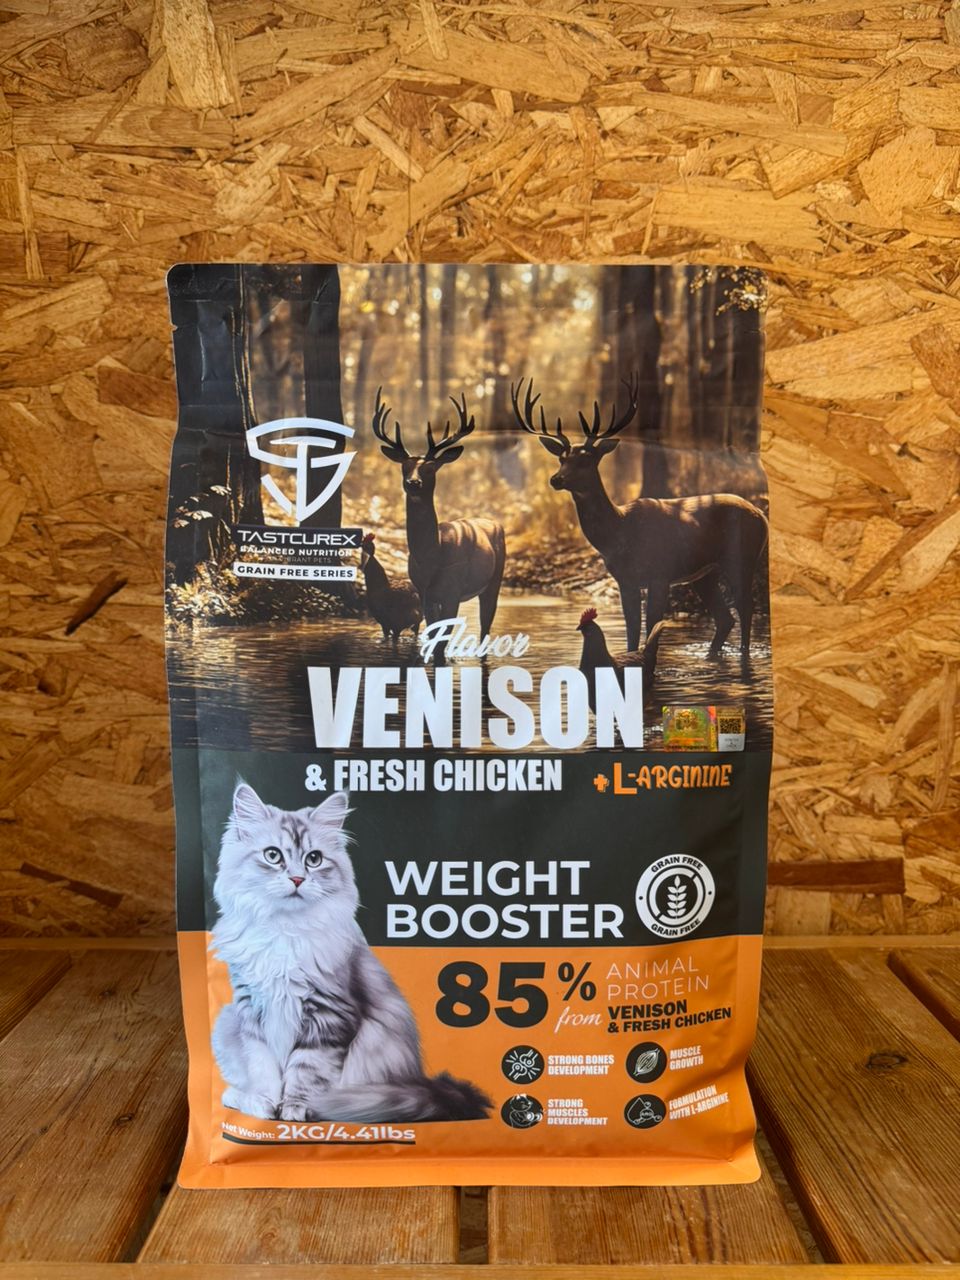 TASTCUREX
BALANCED NUTRITION
GRAIN FREE SERIES
Flavor
VENISON
& FRESH CHICKEN
+L-ARGININE
WEIGHT
BOOSTER
GRAIN FREE
GRAIN FREE
85%
ANIMAL
PROTEIN
from VENISON
& FRESH CHICKEN
STRONG BONES
DEVELOPMENT
MUSCLE
GROWTH
STRONG
MUSCLES
DEVELOPMENT
FORMULATION
WITH L-ARGININE
Net Weight: 2KG/4.41lbs